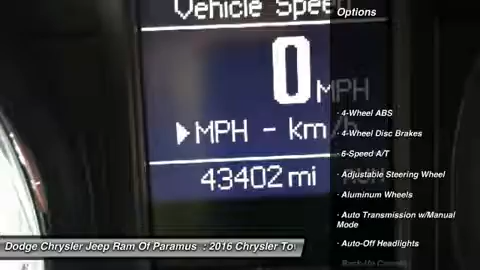 Vehicle Spee
Options
0 MPH
MPH - km/h
43402 mi
· 4-Wheel ABS
· 4-Wheel Disc Brakes
· 6-Speed A/T
· Adjustable Steering Wheel
· Aluminum Wheels
· Auto Transmission w/Manual
Mode
· Auto-Off Headlights
Dodge Chrysler Jeep Ram Of Paramus : 2016 Chrysler To